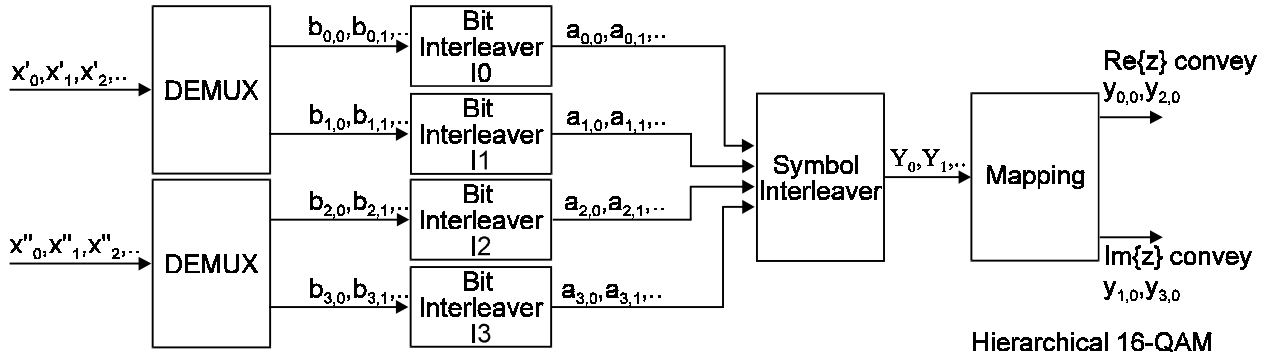 x'0,x'1,x'2,..
DEMUX
b0,0,b0,1,..
Bit
Interleaver
I0
a0,0,a0,1,..
b1,0,b1,1,..
Bit
Interleaver
I1
a1,0,a1,1,..
x"0,x"1,x"2,..
DEMUX
b2,0,b2,1,..
Bit
Interleaver
I2
a2,0,a2,1,..
b3,0,b3,1,..
Bit
Interleaver
I3
a3,0,a3,1,..
Symbol
Interleaver
Y0,Y1,..
Mapping
Re{z} convey
y0,0,y2,0
Im{z} convey
y1,0,y3,0
Hierarchical 16-QAM